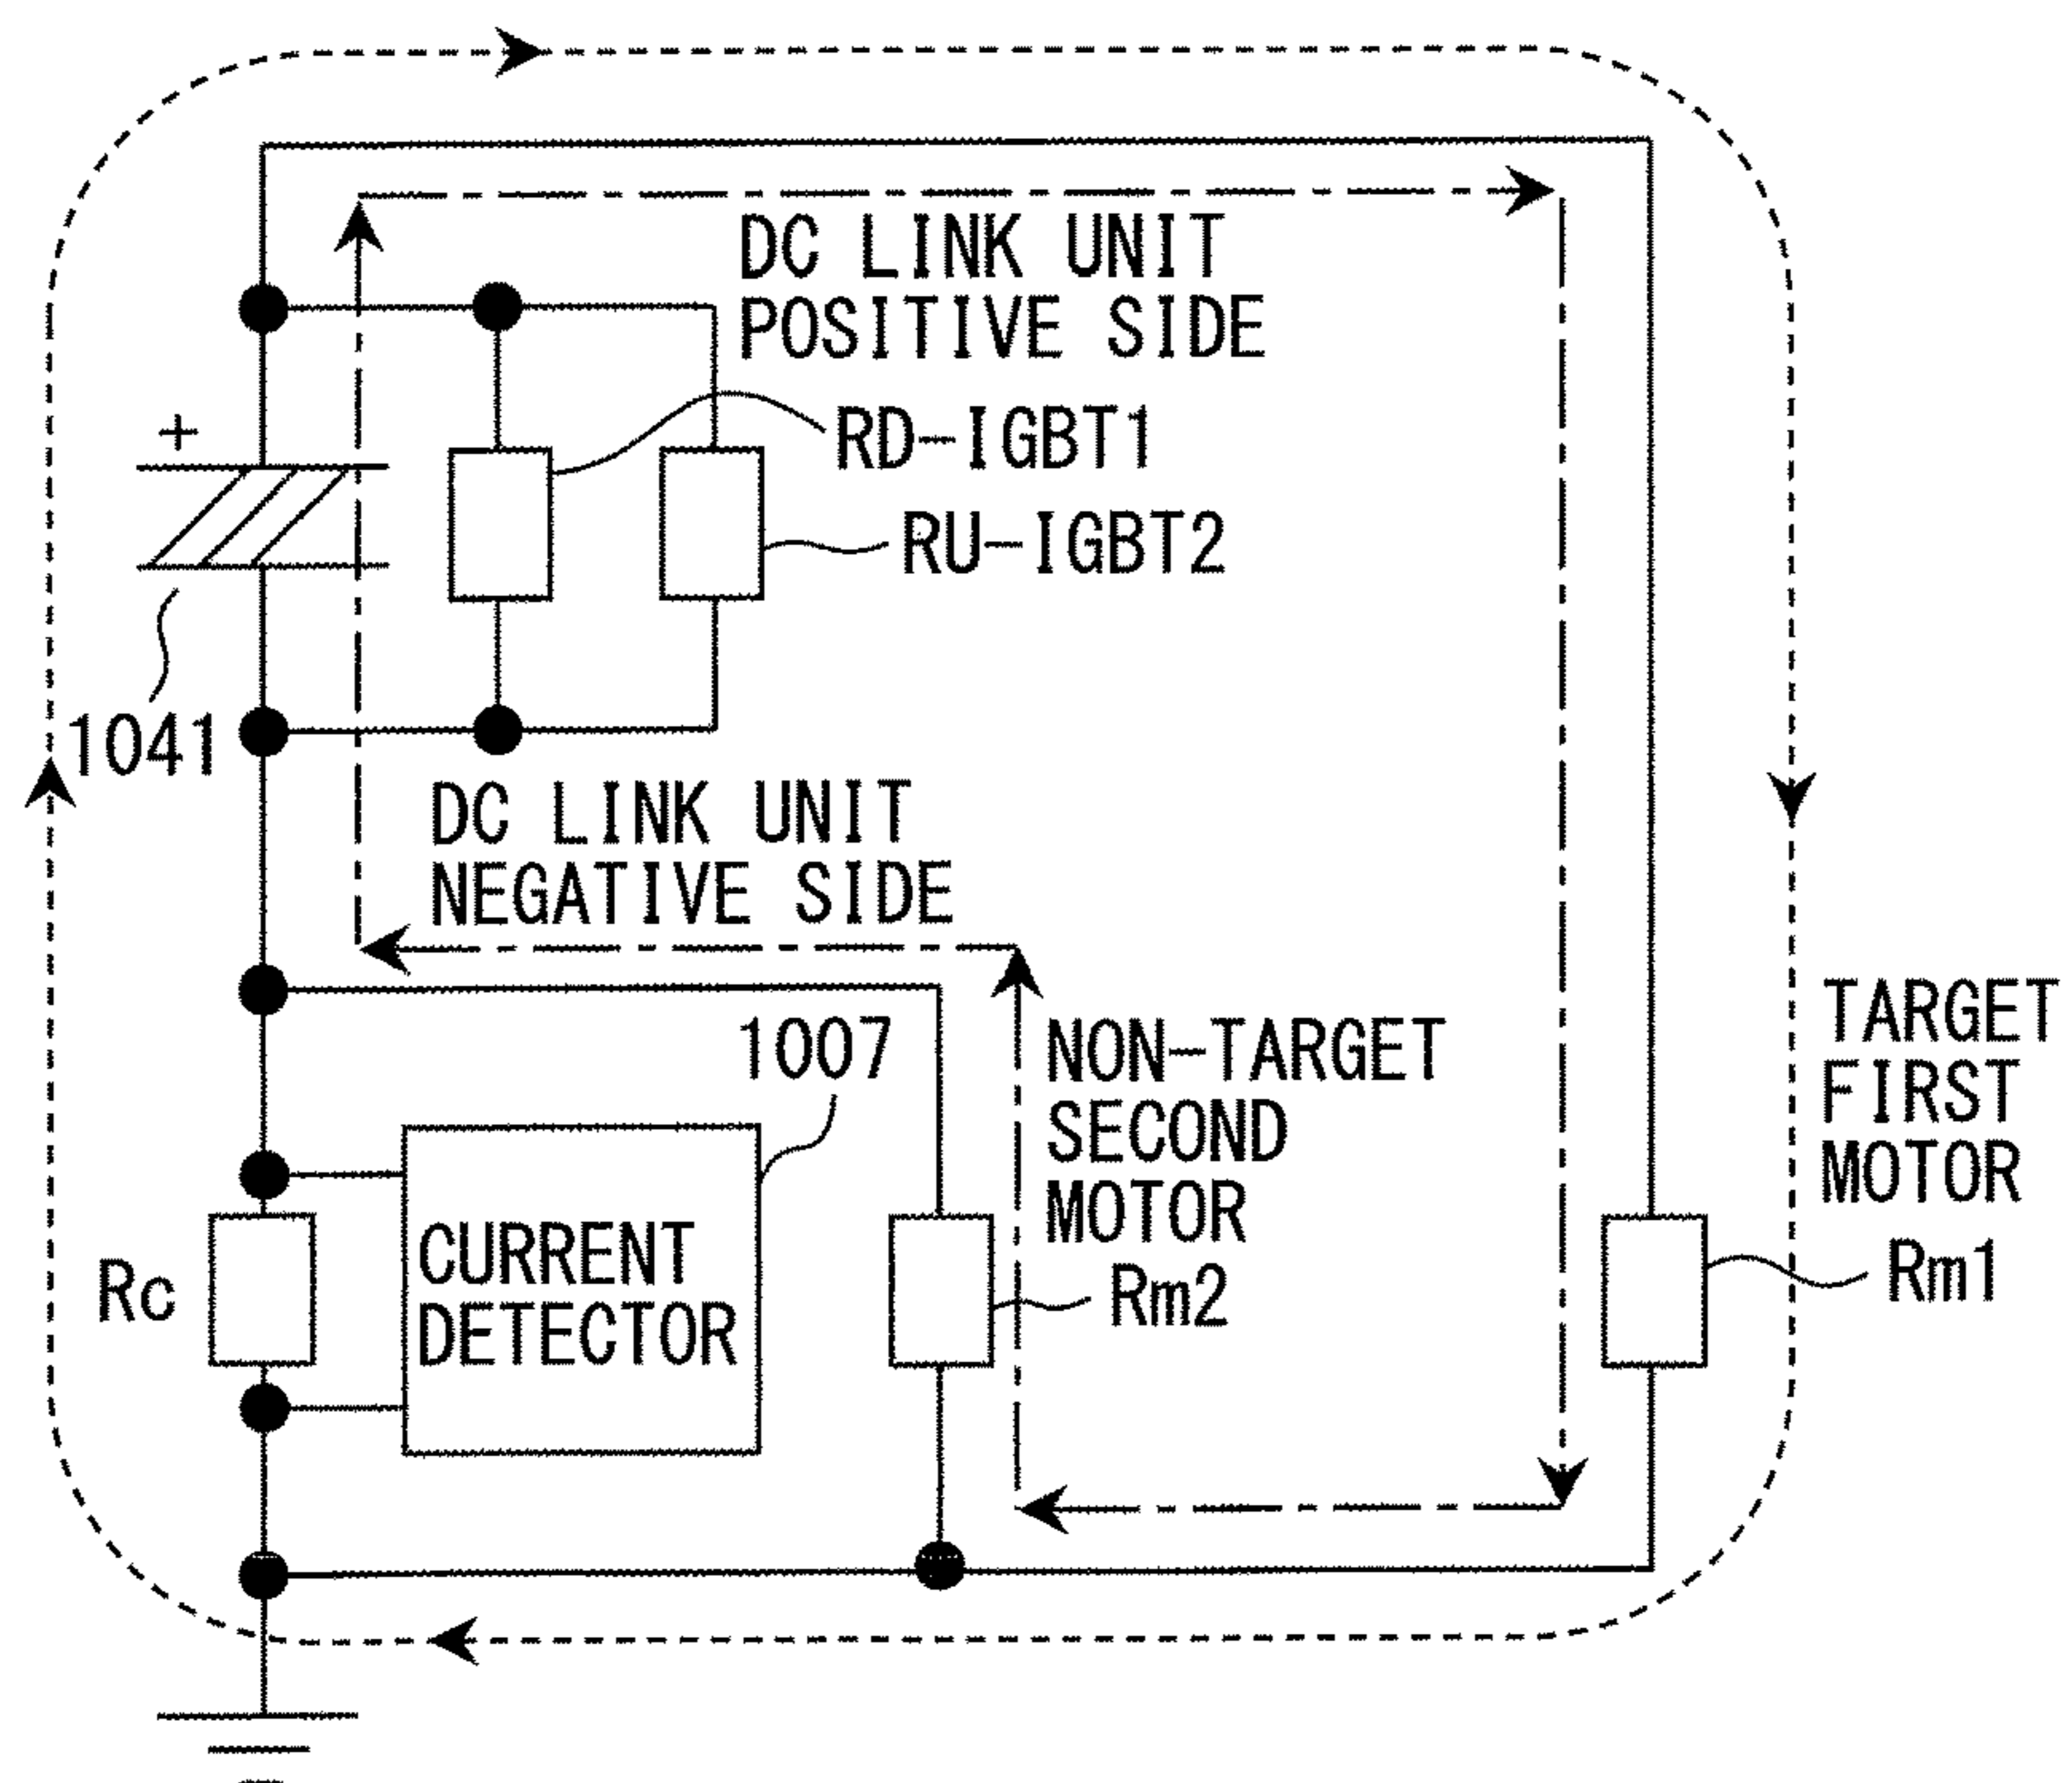 DC LINK UNIT
POSITIVE SIDE
+
RD-IGBT1
RU-IGBT2
1041
DC LINK UNIT
NEGATIVE SIDE
1007
NON-TARGET
SECOND
MOTOR
Rm2
TARGET
FIRST
MOTOR
Rm1
Rc
CURRENT
DETECTOR